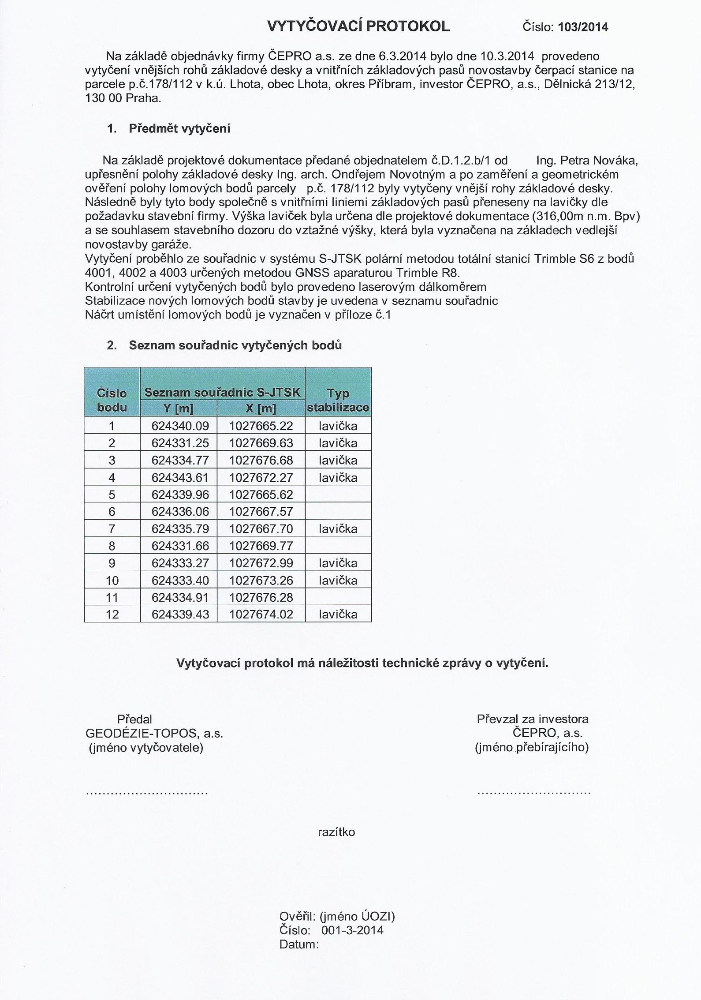 VYTYČOVACÍ PROTOKOL Číslo: 103/2014
Na základě objednávky firmy ČEPRO a.s. ze dne 6.3.2014 bylo dne 10.3.2014 provedeno
vytyčení vnějších rohů základové desky a vnitřních základových pasů novostavby čerpací stanice na
parcele p.č.178/112 v k.ú. Lhota, obec Lhota, okres Příbram, investor ČEPRO, a.s., Dělnická 213/12,
130 00 Praha.
1. Předmět vytyčení
Na základě projektové dokumentace předané objednatelem č.D.1.2.b/1 od Ing. Petra Nováka,
upřesnění polohy základové desky Ing. arch. Ondřejem Novotným a po zaměření a geometrickém
ověření polohy lomových bodů parcely p.č. 178/112 byly vytyčeny vnější rohy základové desky.
Následně byly tyto body společně s vnitřními liniemi základových pasů přeneseny na lavičky dle
požadavku stavební firmy. Výška laviček byla určena dle projektové dokumentace (316,00m n.m. Bpv)
a se souhlasem stavebního dozoru do vztažné výšky, která byla vyznačena na základech vedlejší
novostavby garáže.
Vytyčení proběhlo ze souřadnic v systému S-JTSK polární metodou totální stanicí Trimble S6 z bodů
4001, 4002 a 4003 určených metodou GNSS aparaturou Trimble R8.
Kontrolní určení vytyčených bodů bylo provedeno laserovým dálkoměrem
Stabilizace nových lomových bodů stavby je uvedena v seznamu souřadnic
Náčrt umístění lomových bodů je vyznačen v příloze č.1
2. Seznam souřadnic vytyčených bodů
Číslo Seznam souřadnic S-JTSK Typ
bodu Y [m] X [m] stabilizace
1 624340.09 1027665.22 lavička
2 624331.25 1027669.63 lavička
3 624334.77 1027676.68 lavička
4 624343.61 1027672.27 lavička
5 624339.96 1027665.62
6 624336.06 1027667.57
7 624335.79 1027667.70 lavička
8 624331.66 1027669.77
9 624333.27 1027672.99 lavička
10 624333.40 1027673.26 lavička
11 624334.91 1027676.28
12 624339.43 1027674.02 lavička
Vytyčovací protokol má náležitosti technické zprávy o vytyčení.
Předal Převzal za investora
GEODÉZIE-TOPOS, a.s. ČEPRO, a.s.
(jméno vytyčovatele) (jméno přebírajícího)
.............................. ............................
razítko
Ověřil: (jméno ÚOZI)
Číslo: 001-3-2014
Datum: